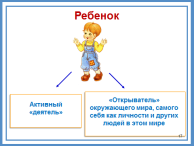 Ребенок
Активный
«деятель»
«Открыватель»
окружающего мира, самого
себя как личности и других
людей в этом мире